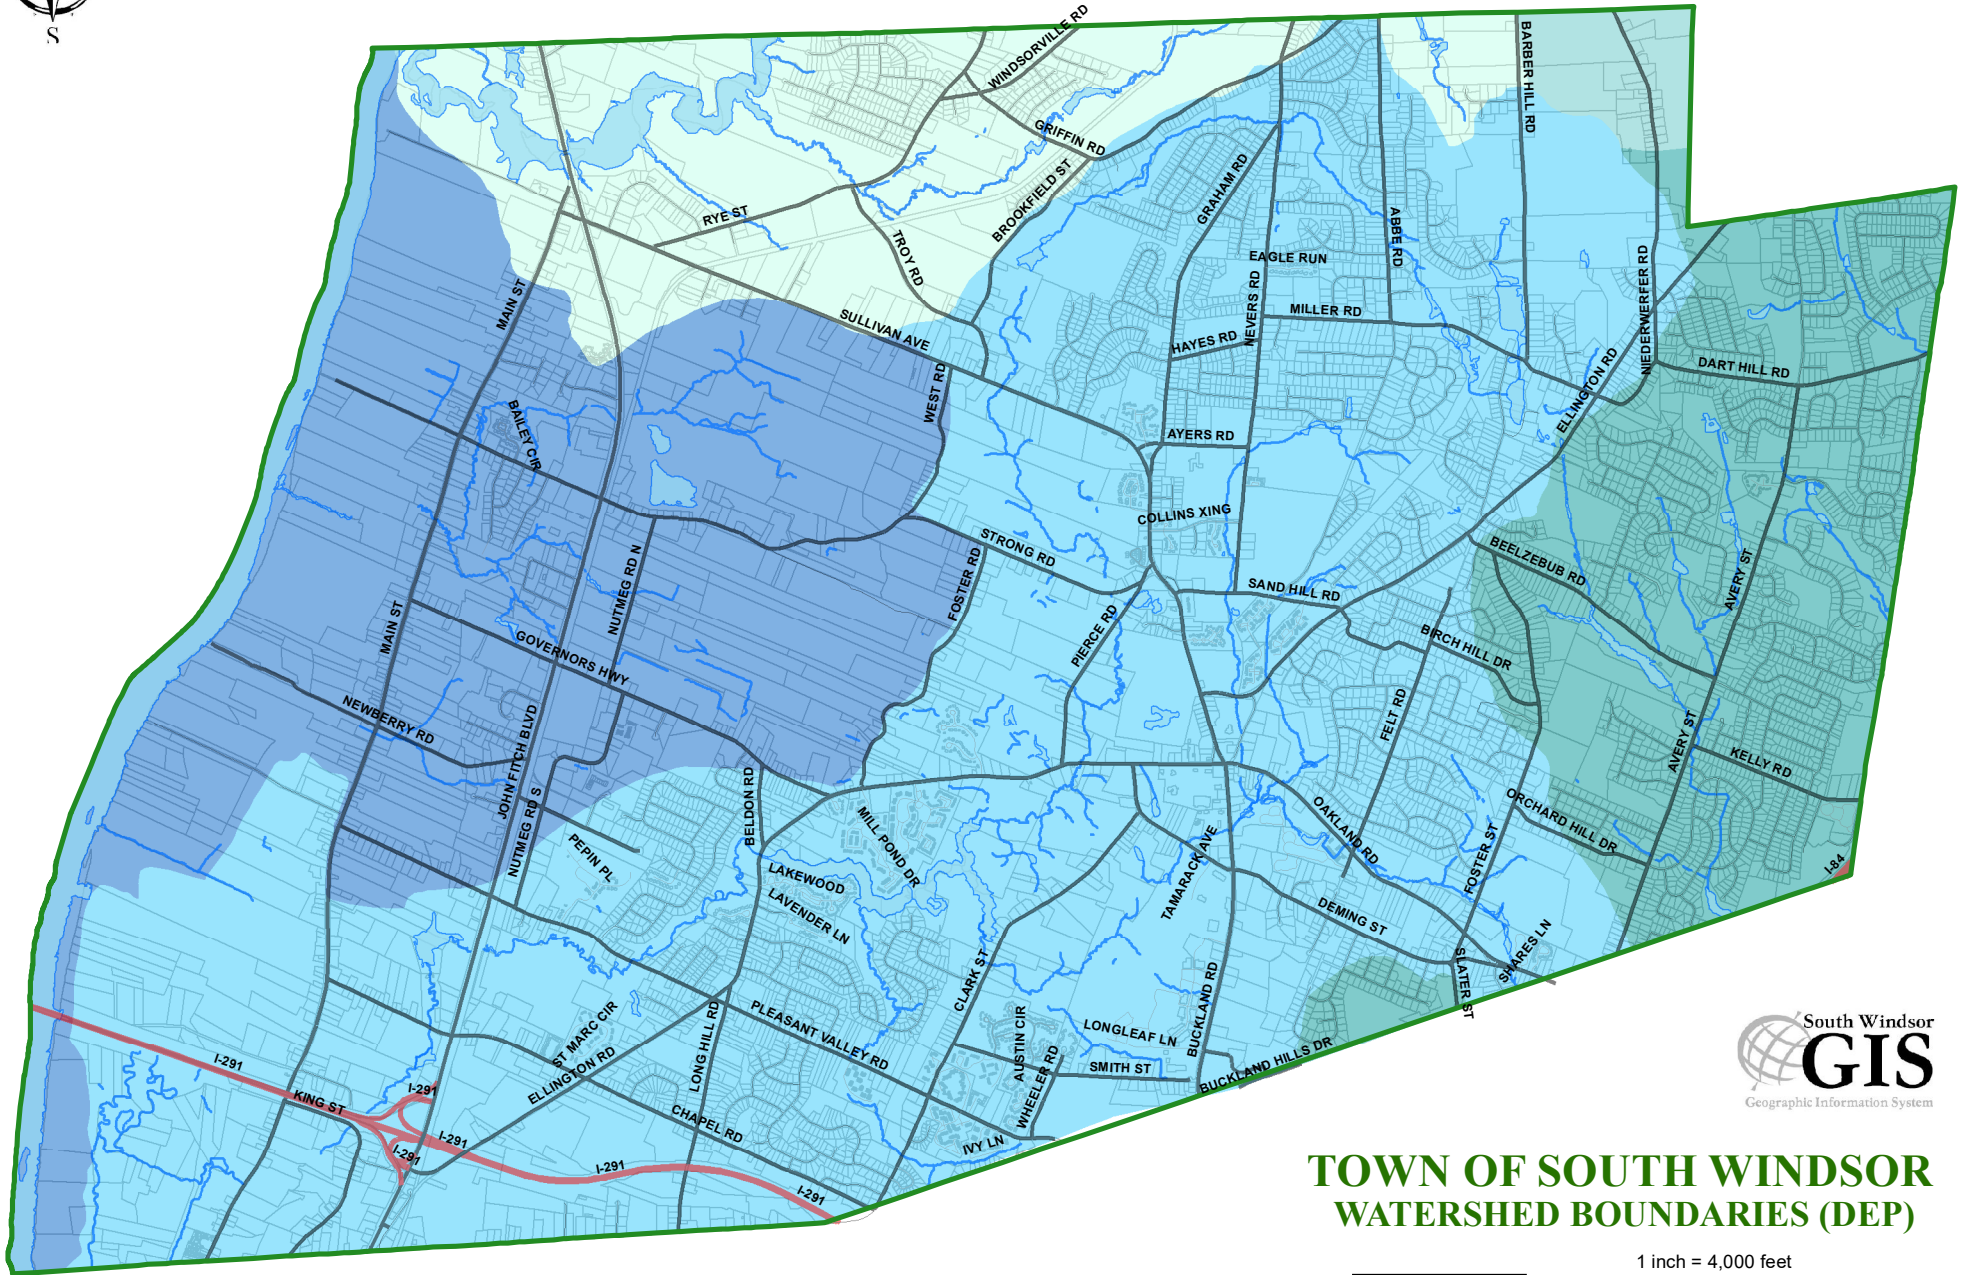 S
WINDSORVILLE RD
BARBER HILL RD
GRIFFIN RD
GRAHAM RD
BROOKFIELD ST
RYE ST
TROY RD
ABBE RD
EAGLE RUN
NEVERS RD
NIEDERWERFER RD
MAIN ST
MILLER RD
SULLIVAN AVE
HAYES RD
DART HILL RD
WEST RD
ELLINGTON RD
BAILEY CIR
AYERS RD
COLLINS XING
STRONG RD
BEELZEBUB RD
FOSTER RD
NUTMEG RD N
AVERY ST
SAND HILL RD
MAIN ST
PIERCE RD
BIRCH HILL DR
GOVERNORS HWY
FELT RD
NEWBERRY RD
JOHN FITCH BLVD
AVERY ST
KELLY RD
BELDON RD
NUTMEG RD S
MILL POND DR
OAKLAND RD
ORCHARD HILL DR
PEPIN PL
TAMARACK AVE
FOSTER ST
I-84
LAKEWOOD
LAVENDER LN
DEMING ST
SHARES LN
CLARK ST
SLATER ST
BUCKLAND RD
PLEASANT VALLEY RD
ST MARC CIR
LONG HILL RD
AUSTIN CIR
LONGLEAF LN
ELLINGTON RD
WHEELER RD
SMITH ST
BUCKLAND HILLS DR
I-291
I-291
KING ST
CHAPEL RD
I-291
I-291
IVY LN
I-291
I-291
South Windsor
GIS
Geographic Information System
TOWN OF SOUTH WINDSOR
WATERSHED BOUNDARIES (DEP)
1 inch = 4,000 feet